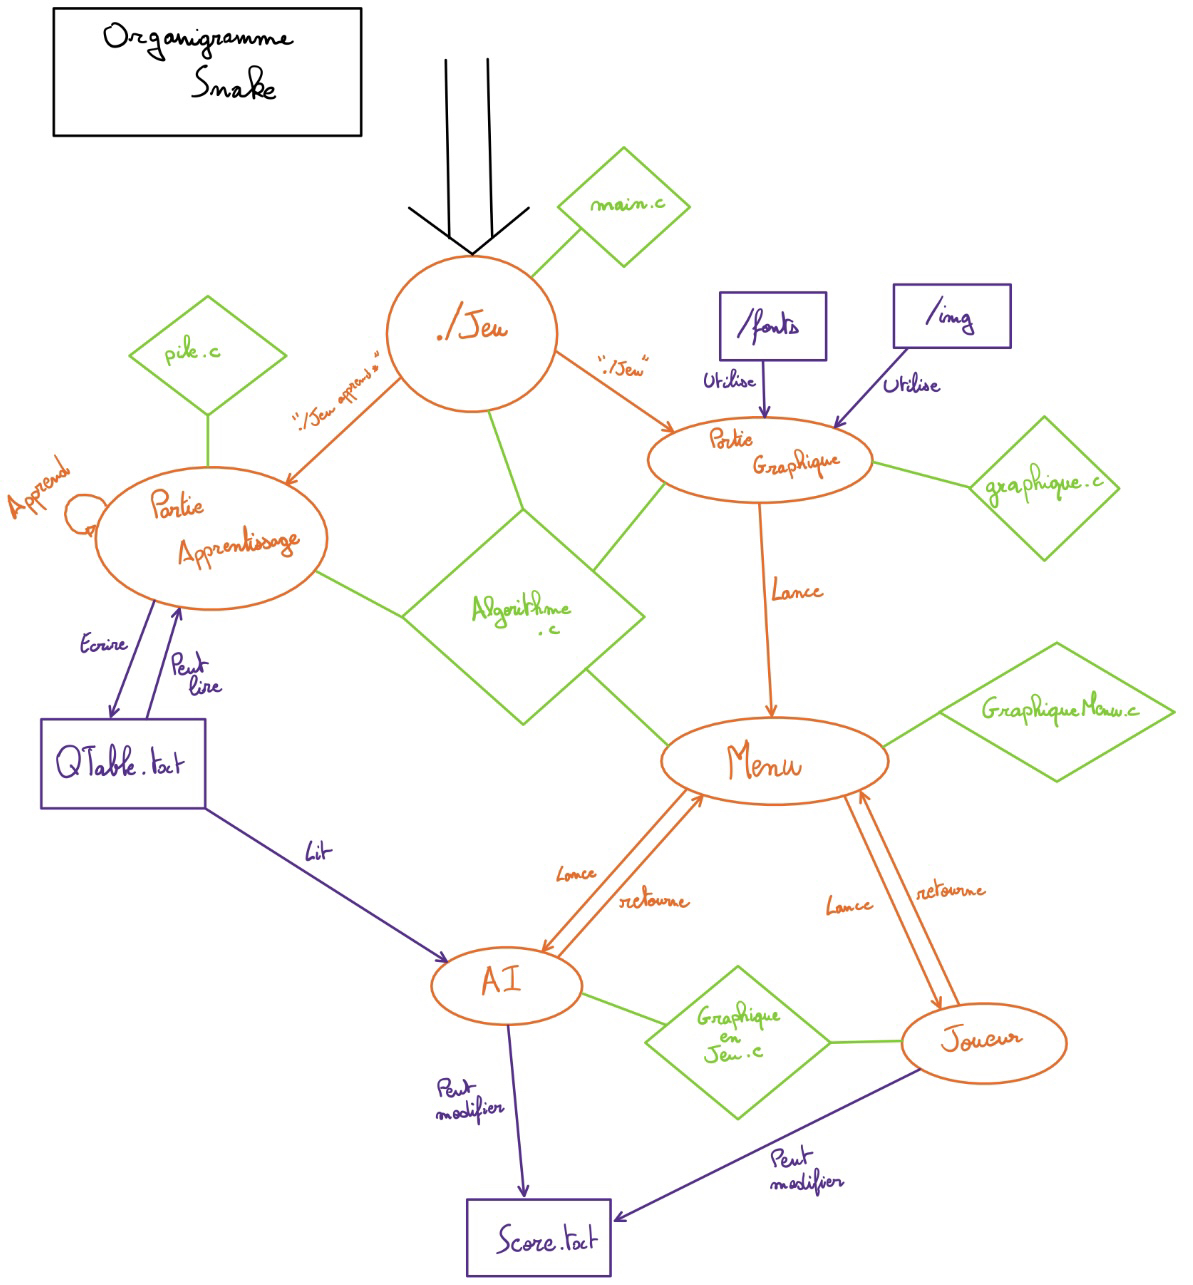 Organigramme
Snake
main.c
./Jeu
/fonts
/img
pile.c
"./Jeu apprend"
"./Jeu"
Utilise
Utilise
Partie
Graphique
graphique.c
Apprend
Partie
Apprentissage
Algorithme
.c
Lance
Ecrire
Peut
lire
GraphiqueMenu.c
QTable.txt
Menu
Lit
Lance
retourne
Lance
retourne
AI
Graphique
en
Jeu.c
Joueur
Peut
modifier
Peut
modifier
Score.txt